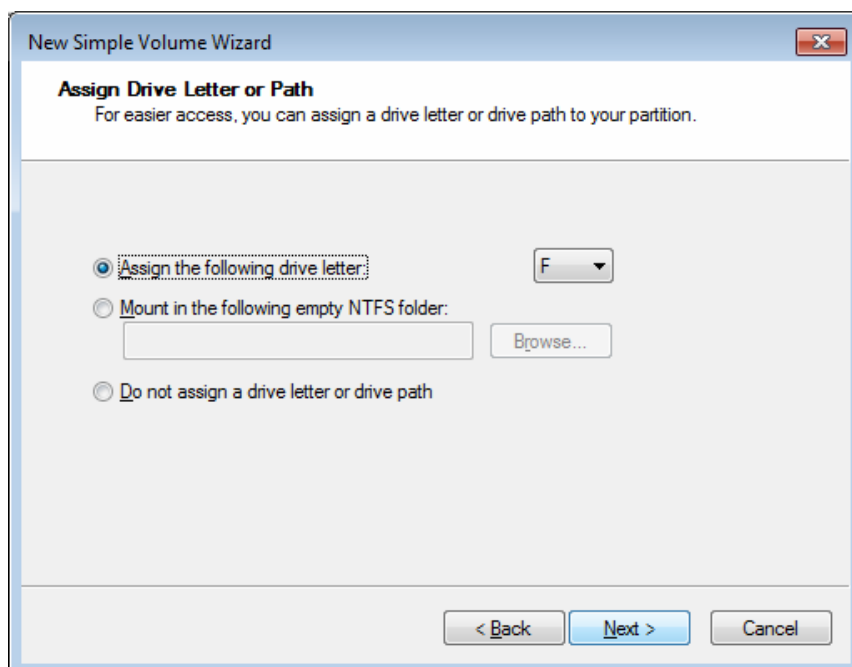 New Simple Volume Wizard
Assign Drive Letter or Path
For easier access, you can assign a drive letter or drive path to your partition.
Assign the following drive letter: F
Mount in the following empty NTFS folder:
Browse...
Do not assign a drive letter or drive path
< Back Next > Cancel